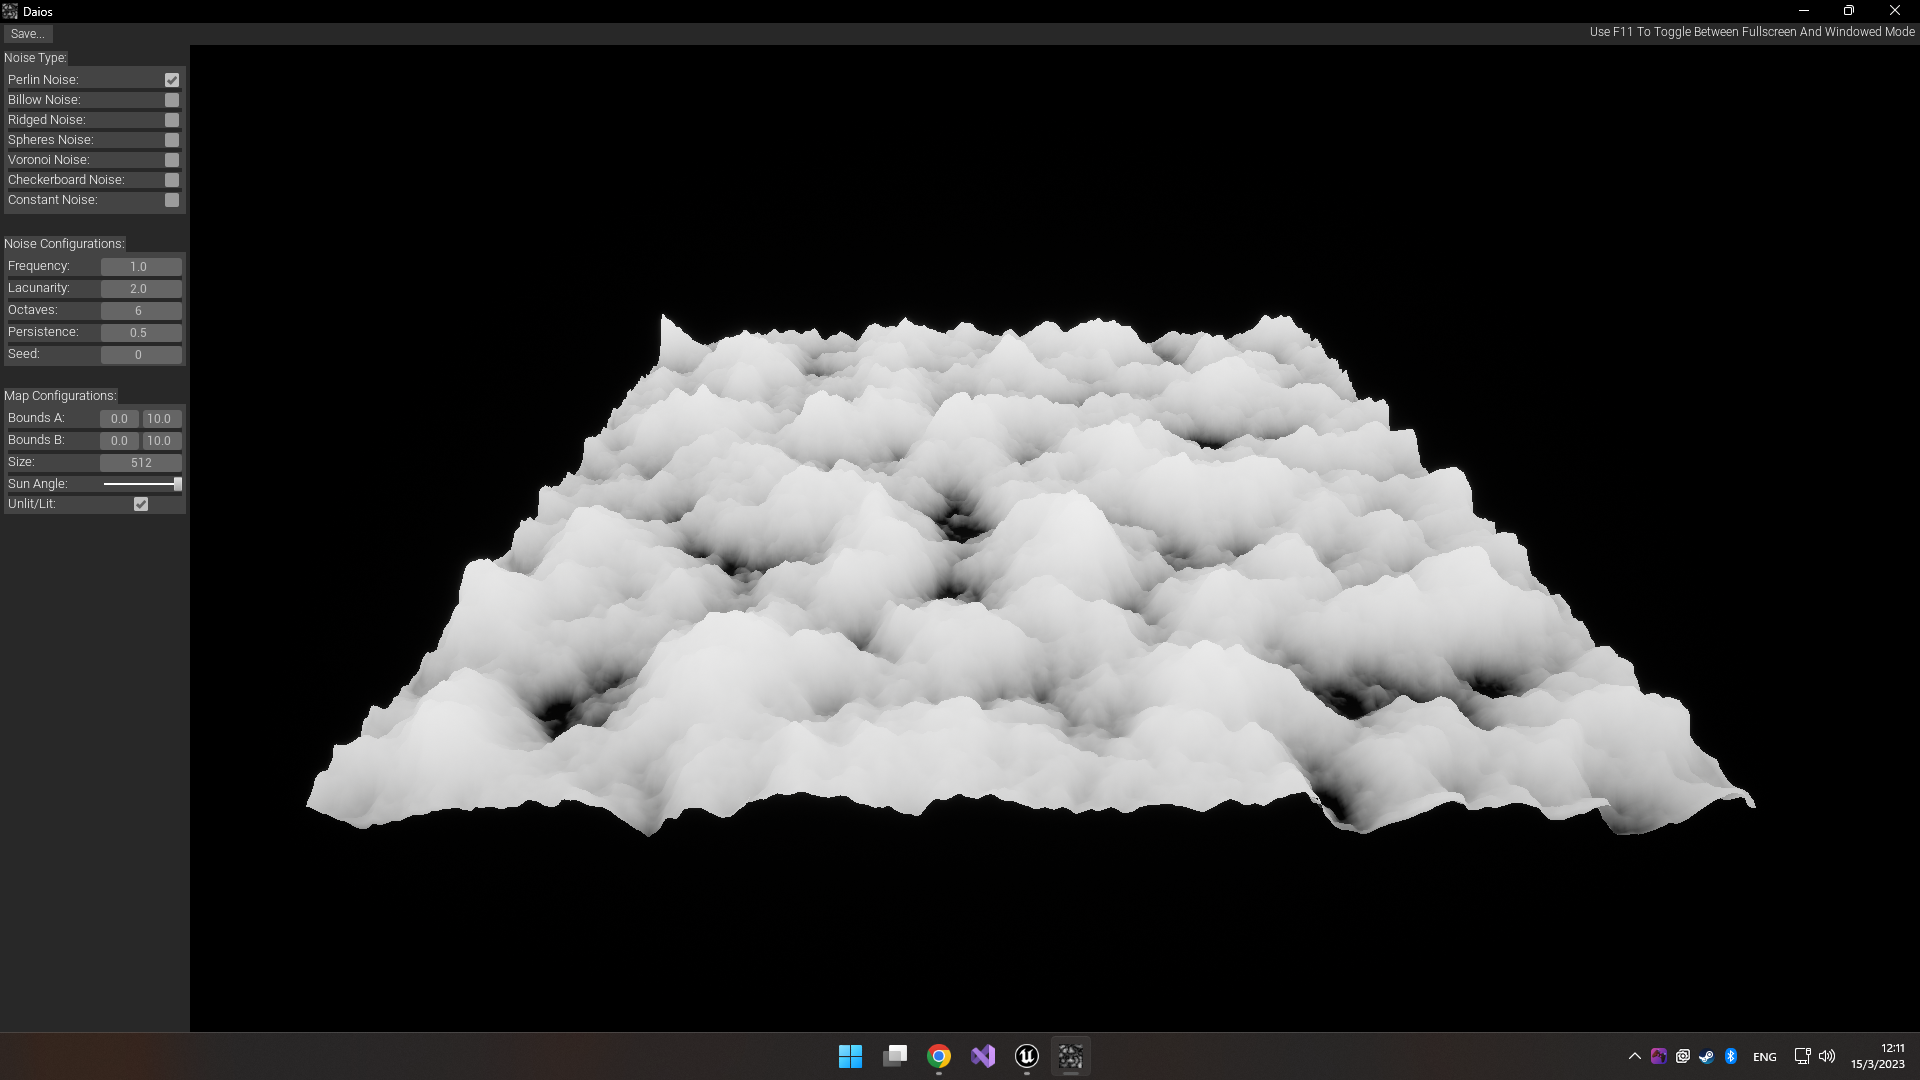 Daios
Save...
Use F11 To Toggle Between Fullscreen And Windowed Mode
Noise Type:
Perlin Noise:
Billow Noise:
Ridged Noise:
Spheres Noise:
Voronoi Noise:
Checkerboard Noise:
Constant Noise:
Noise Configurations:
Frequency: 1.0
Lacunarity: 2.0
Octaves: 6
Persistence: 0.5
Seed: 0
Map Configurations:
Bounds A: 0.0 10.0
Bounds B: 0.0 10.0
Size: 512
Sun Angle:
Unlit/Lit:
ENG
12:11
15/3/2023